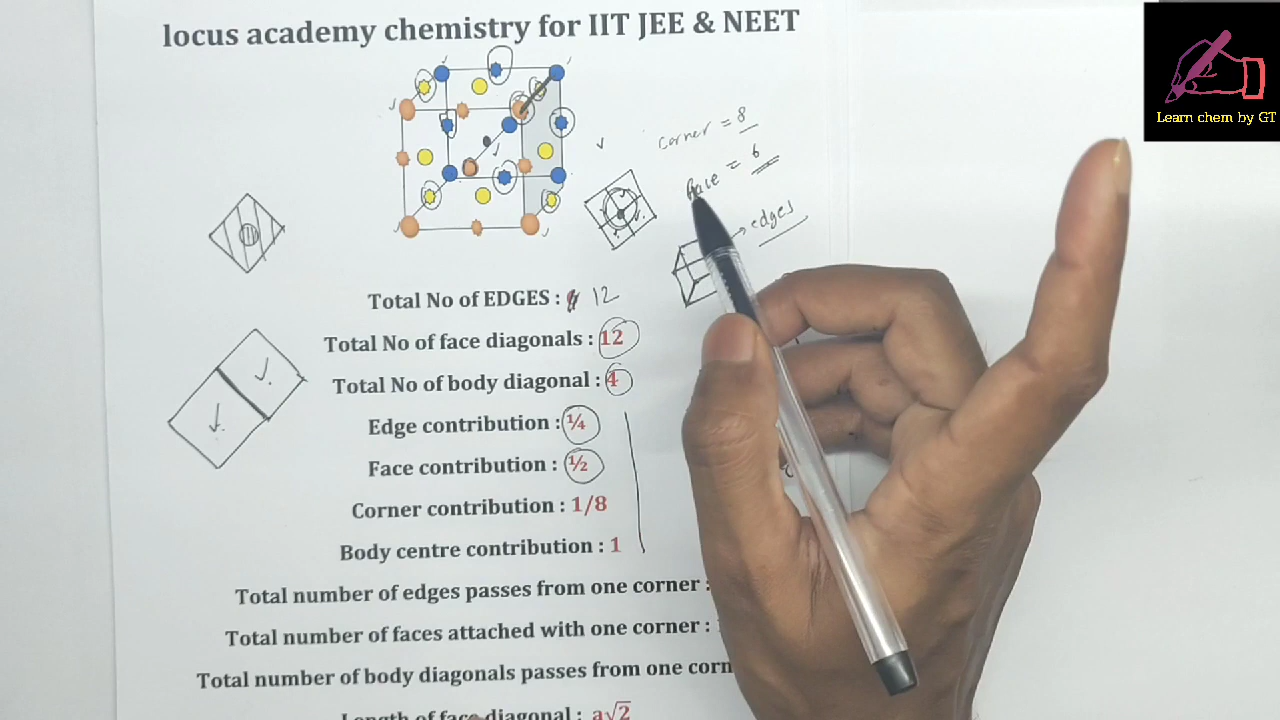 locus academy chemistry for IIT JEE & NEET
Learn chem by GT
corner = 8
face = 6
edges
Total No of EDGES : 12
Total No of face diagonals : 12
Total No of body diagonal : 4
Edge contribution : ¼
Face contribution : ½
Corner contribution : 1/8
Body centre contribution : 1
Total number of edges passes from one corner :
Total number of faces attached with one corner :
Total number of body diagonals passes from one
Length of face diagonal : a√2